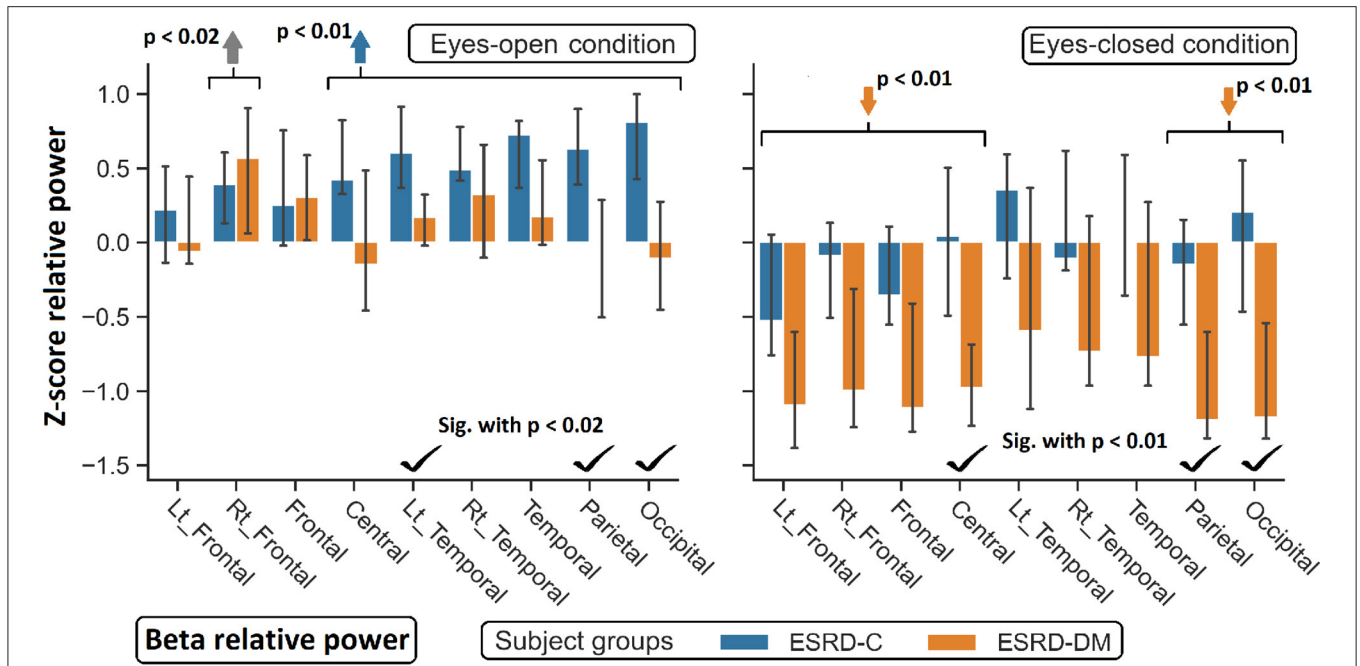 p < 0.02
p < 0.01
Eyes-open condition
Eyes-closed condition
p < 0.01
p < 0.01
Z-score relative power
1.0
0.5
0.0
−0.5
−1.0
−1.5
Sig. with p < 0.02
Sig. with p < 0.01
Lt_Frontal
Rt_Frontal
Frontal
Central
Lt_Temporal
Rt_Temporal
Temporal
Parietal
Occipital
Lt_Frontal
Rt_Frontal
Frontal
Central
Lt_Temporal
Rt_Temporal
Temporal
Parietal
Occipital
Beta relative power
Subject groups ESRD-C ESRD-DM